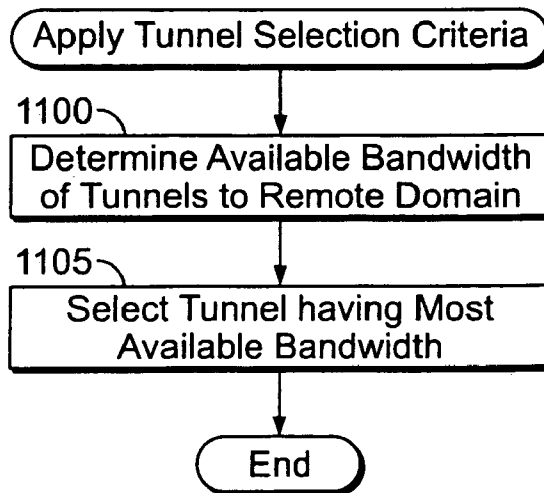 Apply Tunnel Selection Criteria
1100
Determine Available Bandwidth
of Tunnels to Remote Domain
1105
Select Tunnel having Most
Available Bandwidth
End